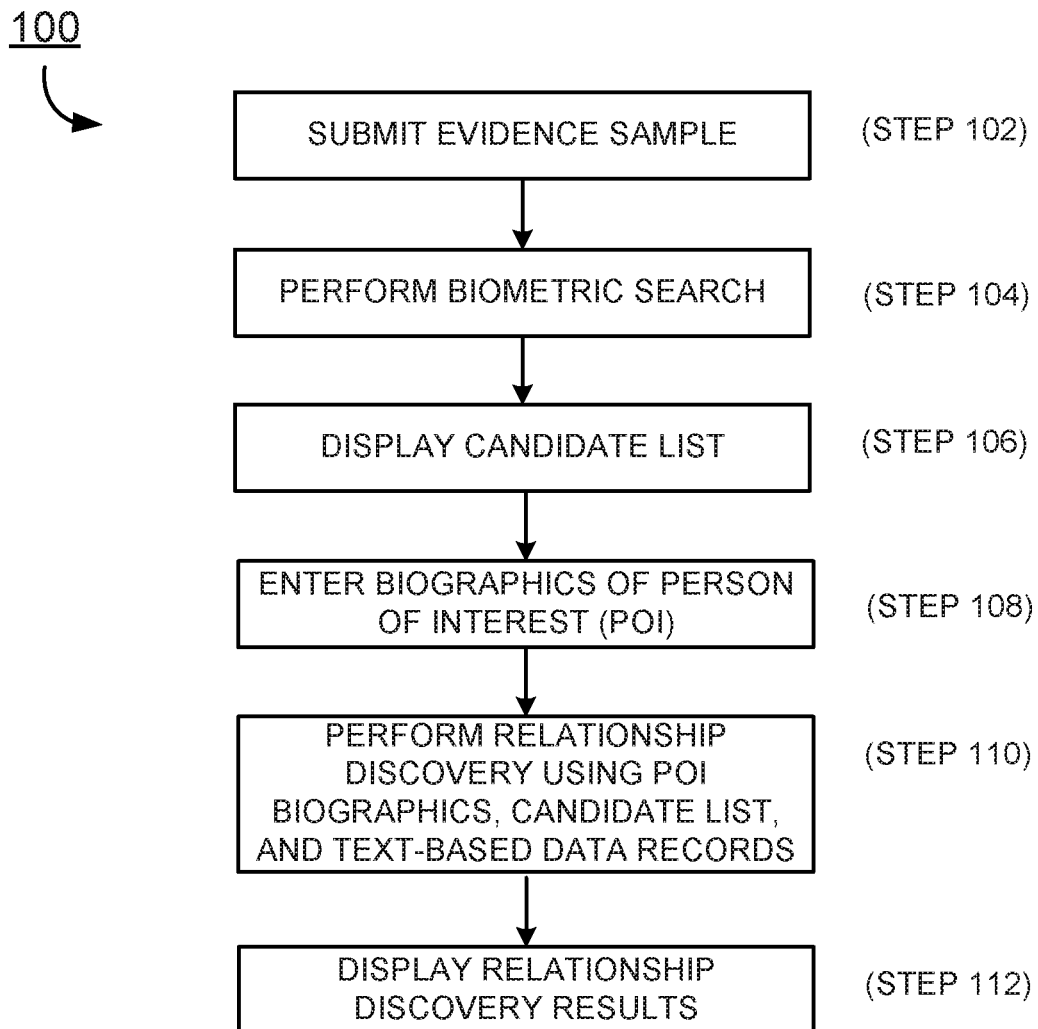 100
SUBMIT EVIDENCE SAMPLE
(STEP 102)
PERFORM BIOMETRIC SEARCH
(STEP 104)
DISPLAY CANDIDATE LIST
(STEP 106)
ENTER BIOGRAPHICS OF PERSON
OF INTEREST (POI)
(STEP 108)
PERFORM RELATIONSHIP
DISCOVERY USING POI
BIOGRAPHICS, CANDIDATE LIST,
AND TEXT-BASED DATA RECORDS
(STEP 110)
DISPLAY RELATIONSHIP
DISCOVERY RESULTS
(STEP 112)